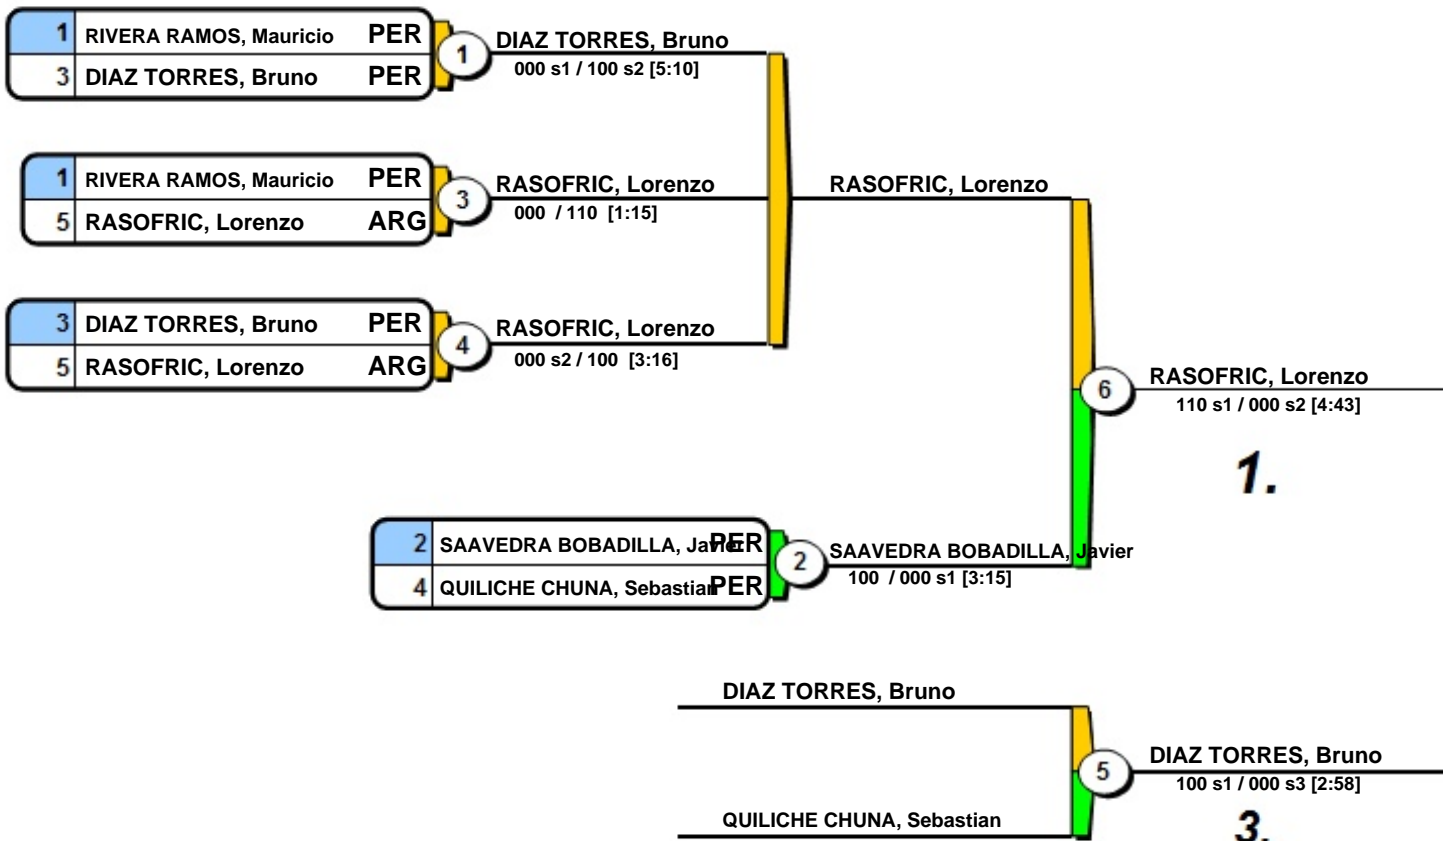 1 RIVERA RAMOS, Mauricio PER
3 DIAZ TORRES, Bruno PER
1
DIAZ TORRES, Bruno
000 s1 / 100 s2 [5:10]
1 RIVERA RAMOS, Mauricio PER
5 RASOFRIC, Lorenzo ARG
3
RASOFRIC, Lorenzo
000 / 110 [1:15]
RASOFRIC, Lorenzo
3 DIAZ TORRES, Bruno PER
5 RASOFRIC, Lorenzo ARG
4
RASOFRIC, Lorenzo
000 s2 / 100 [3:16]
6
RASOFRIC, Lorenzo
110 s1 / 000 s2 [4:43]
1.
2 SAAVEDRA BOBADILLA, Javier PER
4 QUILICHE CHUNA, Sebastian PER
2
SAAVEDRA BOBADILLA, Javier
100 / 000 s1 [3:15]
DIAZ TORRES, Bruno
QUILICHE CHUNA, Sebastian
5
DIAZ TORRES, Bruno
100 s1 / 000 s3 [2:58]
3.